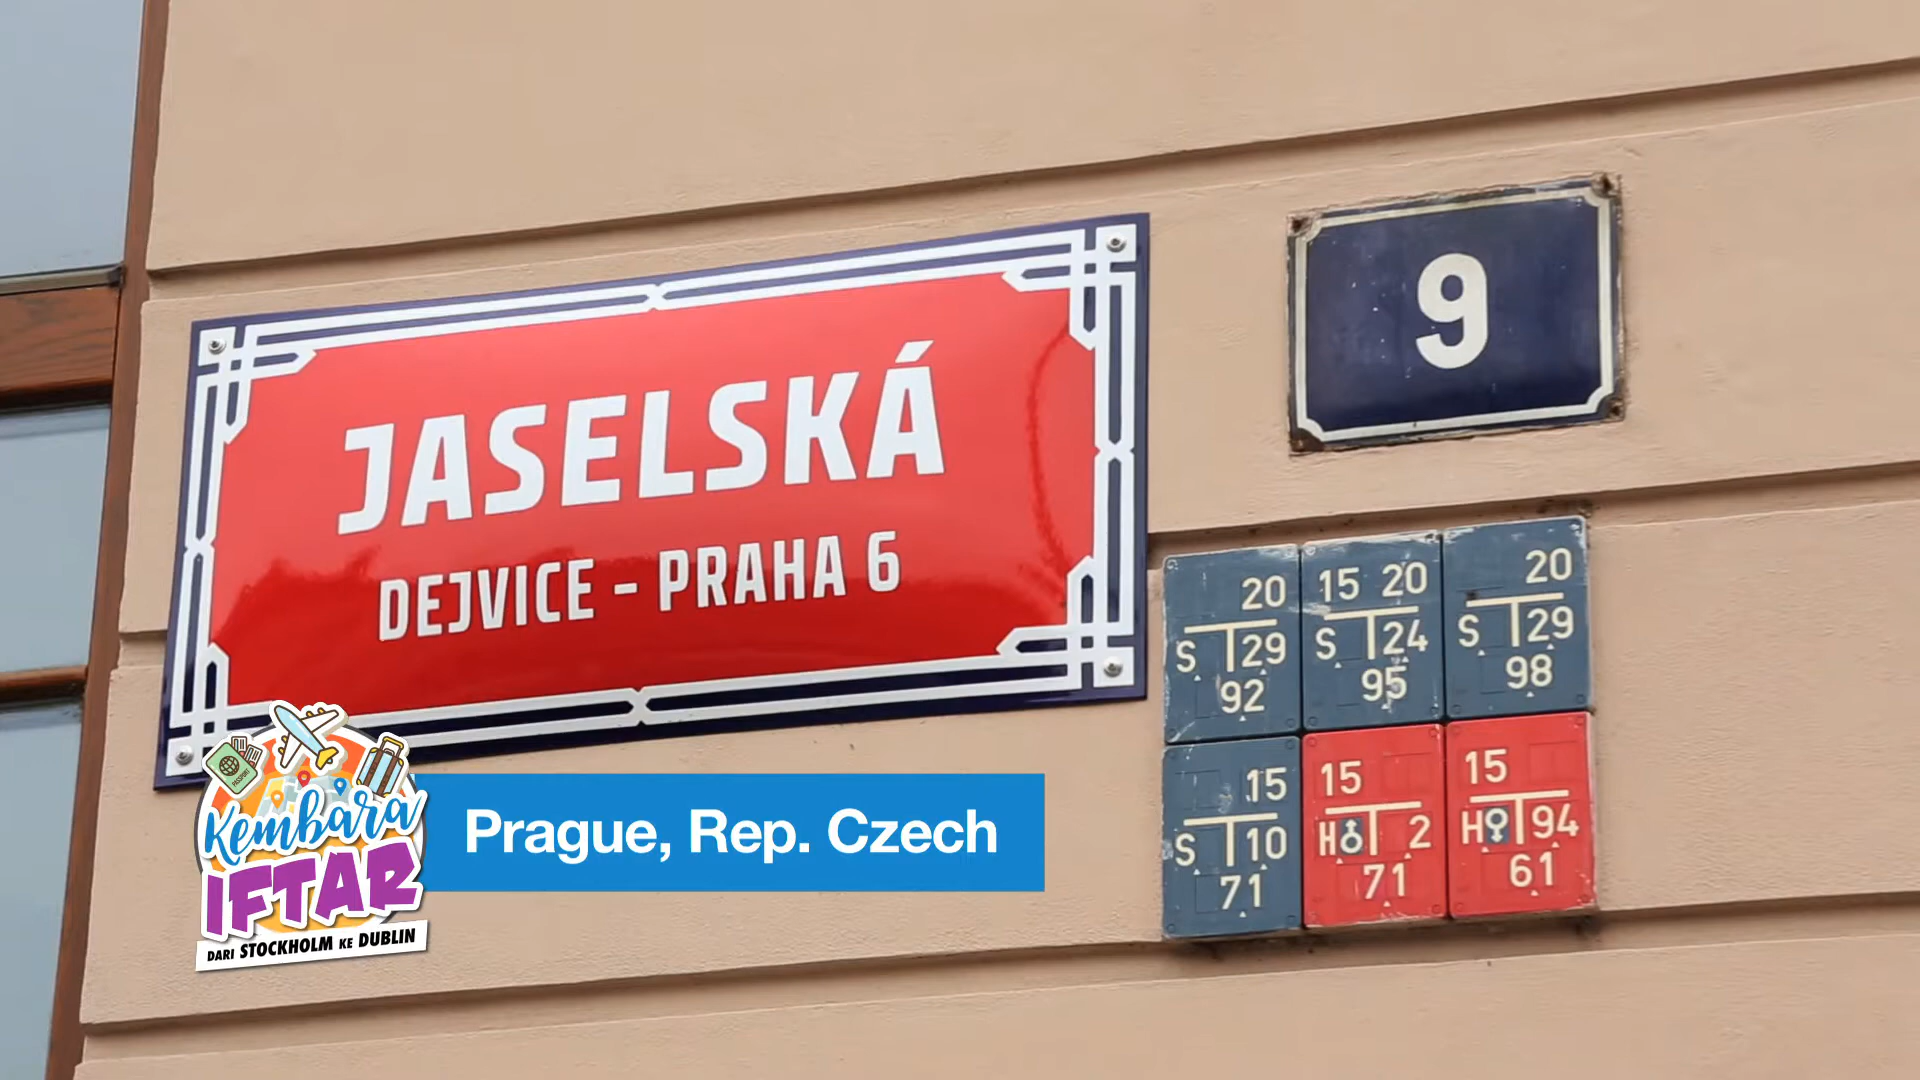 JASELSKÁ
DEJVICE - PRAHA 6
9
20
S 29
92
15 20
S 24
95
20
S 29
98
15
S 10
71
15
H 2
71
15
H 94
61
PASSPORT
Kembara
IFTAR
DARI STOCKHOLM KE DUBLIN
Prague, Rep. Czech